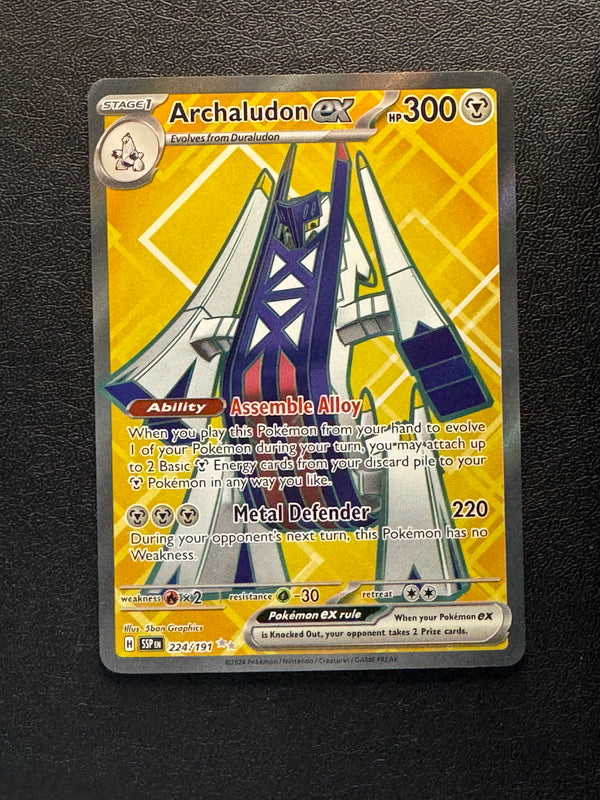 STAGE 1
Archaludon ex HP 300
Evolves from Duraludon
Ability Assemble Alloy
When you play this Pokémon from your hand to evolve
1 of your Pokémon during your turn, you may attach up
to 2 Basic Energy cards from your discard pile to your
Pokémon in any way you like.
Metal Defender 220
During your opponent's next turn, this Pokémon has no
Weakness.
weakness ×2 resistance -30 retreat
Illus. 5ban Graphics
Pokémon ex rule When your Pokémon ex
is Knocked Out, your opponent takes 2 Prize cards.
H SSP EN 224/191
©2024 Pokémon / Nintendo / Creatures / GAME FREAK